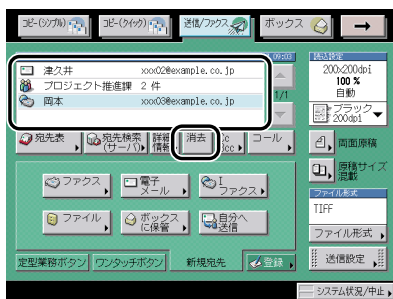 コピー(シンプル) コピー(クイック) 送信/ファクス ボックス
09:03 読込設定
津久井 xxx02@example.co.jp
プロジェクト推進課 2 件
岡本 xxx03@example.co.jp
1/1
200x200dpi
100 %
自動
ブラック
200dpi
宛先表 宛先検索(サーバ) 詳細情報 消去 コール
両面原稿
原稿サイズ混載
ファクス 電子メール Iファクス
ファイル ボックスに保管 自分へ送信
ファイル形式
TIFF
ファイル形式
定型業務ボタン ワンタッチボタン 新規宛先 登録 送信設定
システム状況/中止